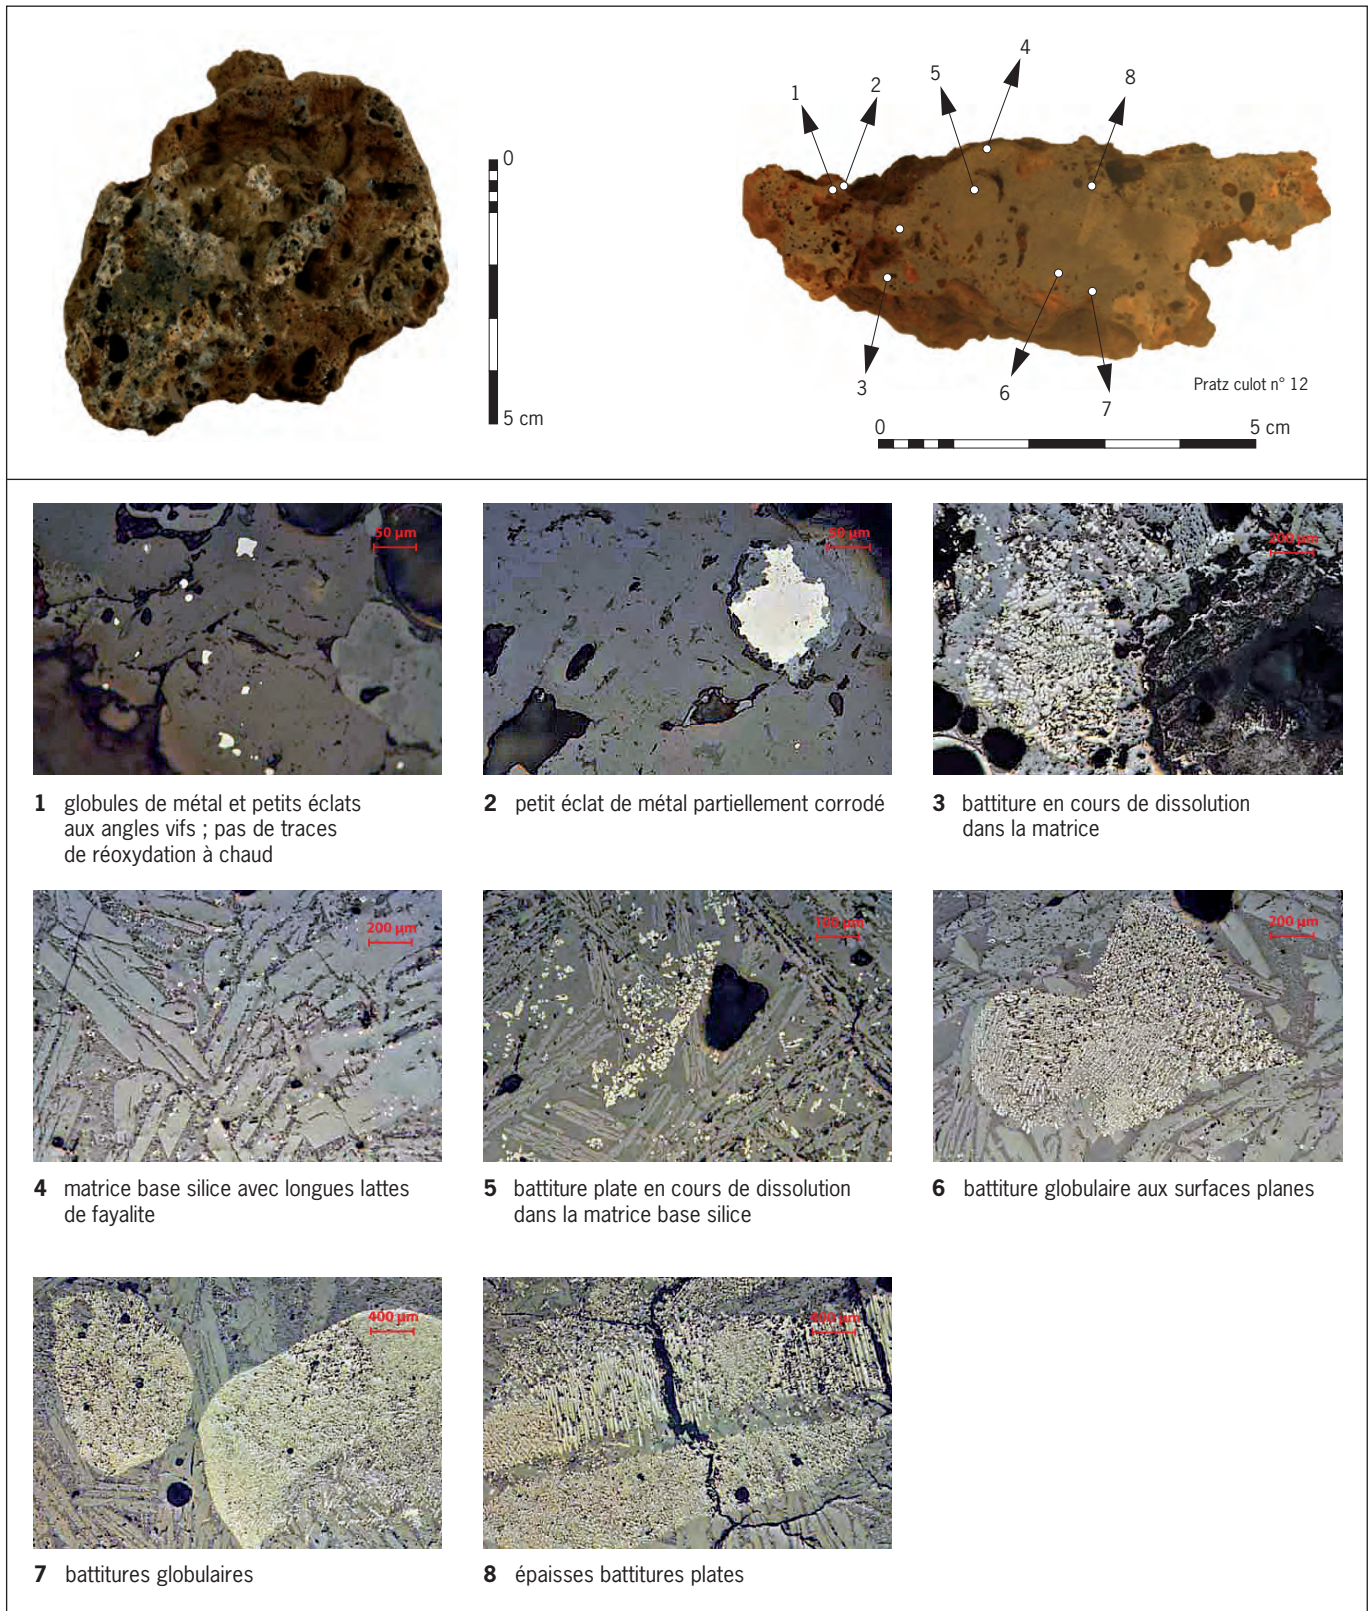 0
5 cm
1
2
5
4
8
3
6
7
Pratz culot n° 12
0
5 cm
50 µm
50 µm
200 µm
1 globules de métal et petits éclats
aux angles vifs ; pas de traces
de réoxydation à chaud
2 petit éclat de métal partiellement corrodé
3 battiture en cours de dissolution
dans la matrice
200 µm
100 µm
200 µm
4 matrice base silice avec longues lattes
de fayalite
5 battiture plate en cours de dissolution
dans la matrice base silice
6 battiture globulaire aux surfaces planes
400 µm
400 µm
7 battitures globulaires
8 épaisses battitures plates